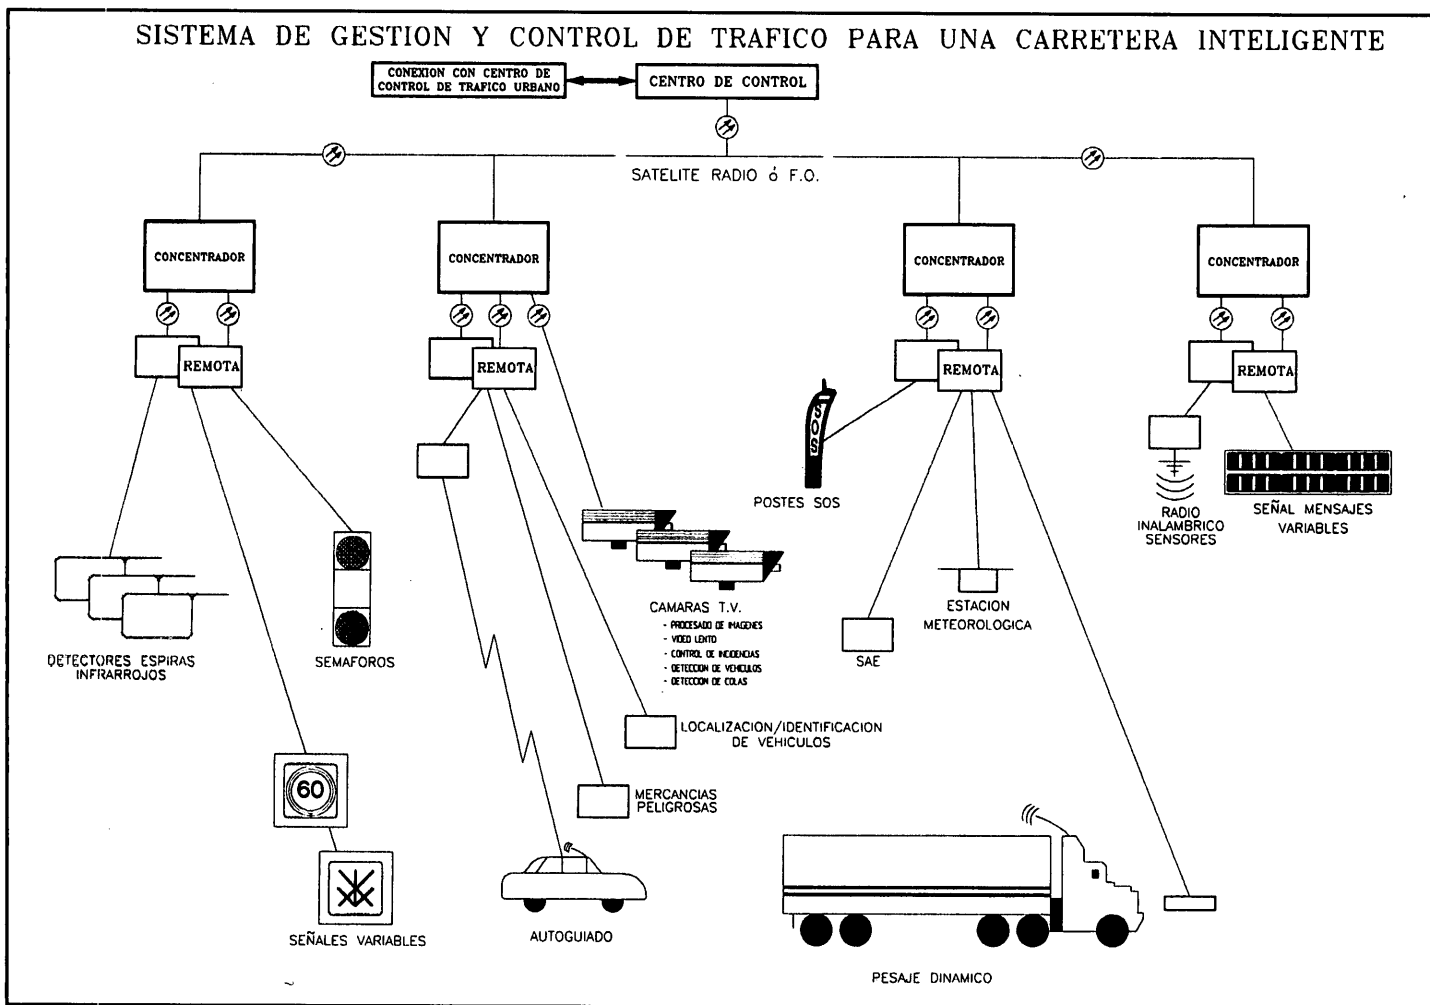 SISTEMA DE GESTION Y CONTROL DE TRAFICO PARA UNA CARRETERA INTELIGENTE
CONEXION CON CENTRO DE
CONTROL DE TRAFICO URBANO
CENTRO DE CONTROL
SATELITE RADIO ó F.O.
CONCENTRADOR
CONCENTRADOR
CONCENTRADOR
CONCENTRADOR
REMOTA
REMOTA
REMOTA
REMOTA
DETECTORES ESPIRAS
INFRARROJOS
SEMAFOROS
60
SEÑALES VARIABLES
CAMARAS T.V.
- PROCESADO DE IMAGENES
- VIDEO LENTO
- CONTROL DE INCIDENCIAS
- DETECCION DE VEHICULOS
- DETECCION DE COLAS
LOCALIZACION/IDENTIFICACION
DE VEHICULOS
MERCANCIAS
PELIGROSAS
AUTOGUIADO
SOS
POSTES SOS
SAE
ESTACION
METEOROLOGICA
PESAJE DINAMICO
RADIO
INALAMBRICO
SENSORES
SEÑAL MENSAJES
VARIABLES